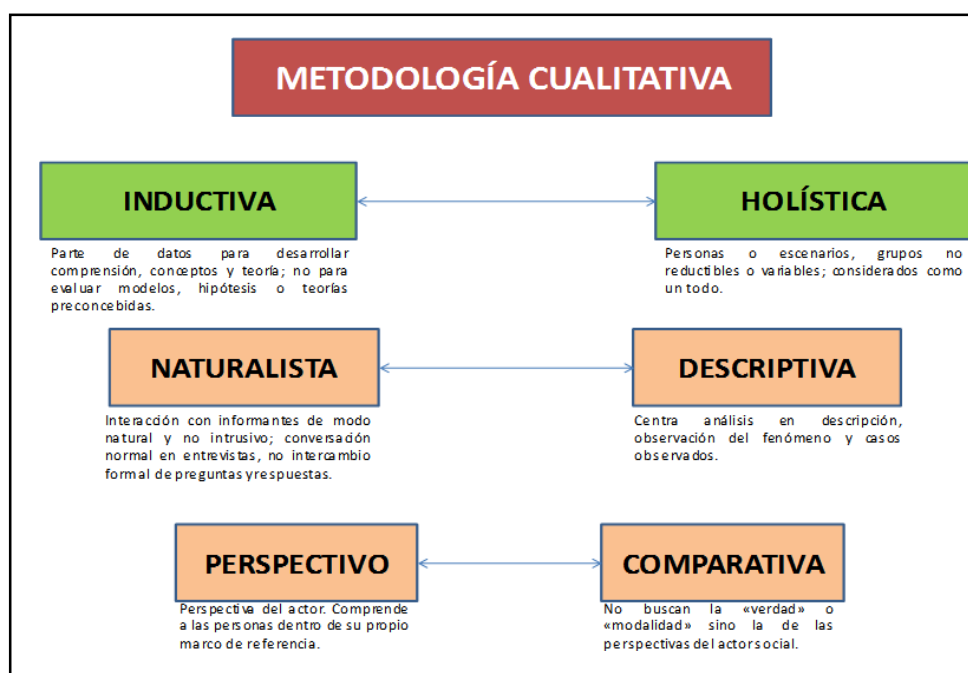 METODOLOGÍA CUALITATIVA
INDUCTIVA
Parte de datos para desarrollar
comprensión, conceptos y teoría; no para
evaluar modelos, hipótesis o teorías
preconcebidas.
HOLÍSTICA
Personas o escenarios, grupos no
reductibles o variables; considerados como
un todo.
NATURALISTA
Interacción con informantes de modo
natural y no intrusivo; conversación
normal en entrevistas, no intercambio
formal de preguntas y respuestas.
DESCRIPTIVA
Centra análisis en descripción,
observación del fenómeno y casos
observados.
PERSPECTIVO
Perspectiva del actor. Comprende
a las personas dentro de su propio
marco de referencia.
COMPARATIVA
No buscan la «verdad» o
«modalidad» sino la de las
perspectivas del actor social.